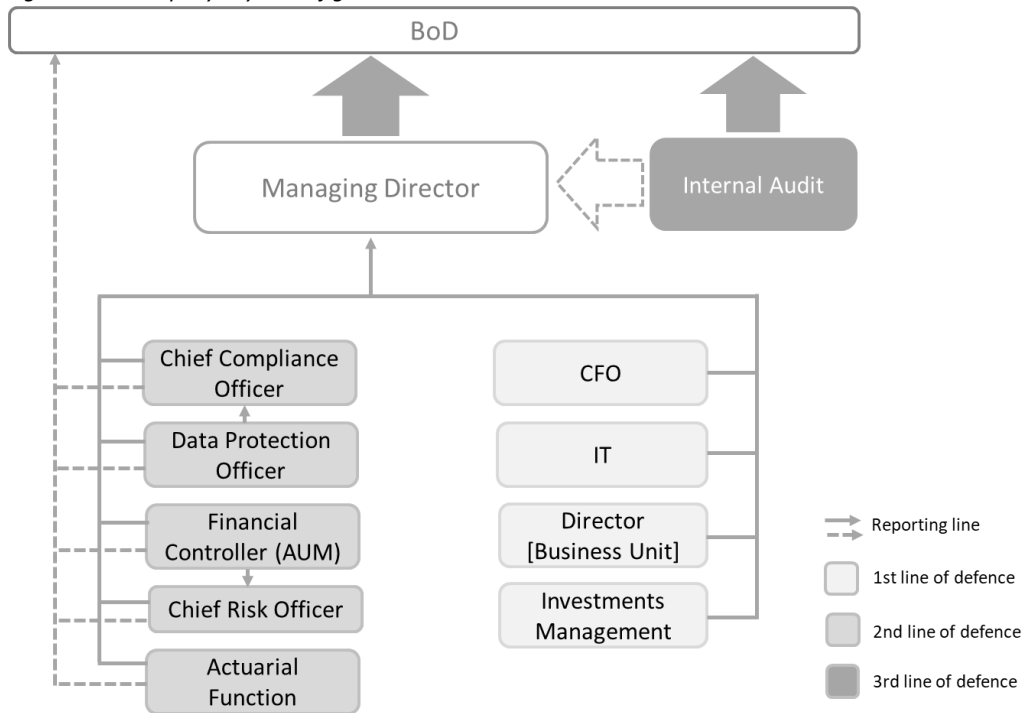 BoD
Managing Director
Internal Audit
Chief Compliance
Officer
Data Protection
Officer
Financial
Controller (AUM)
Chief Risk Officer
Actuarial
Function
CFO
IT
Director
[Business Unit]
Investments
Management
Reporting line
1st line of defence
2nd line of defence
3rd line of defence